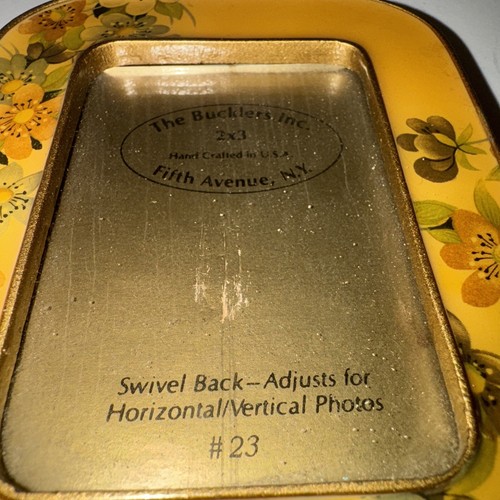 The Bucklers Inc.
2x3
Hand Crafted in U.S.A.
Fifth Avenue, N.Y.
Swivel Back–Adjusts for
Horizontal/Vertical Photos
#23